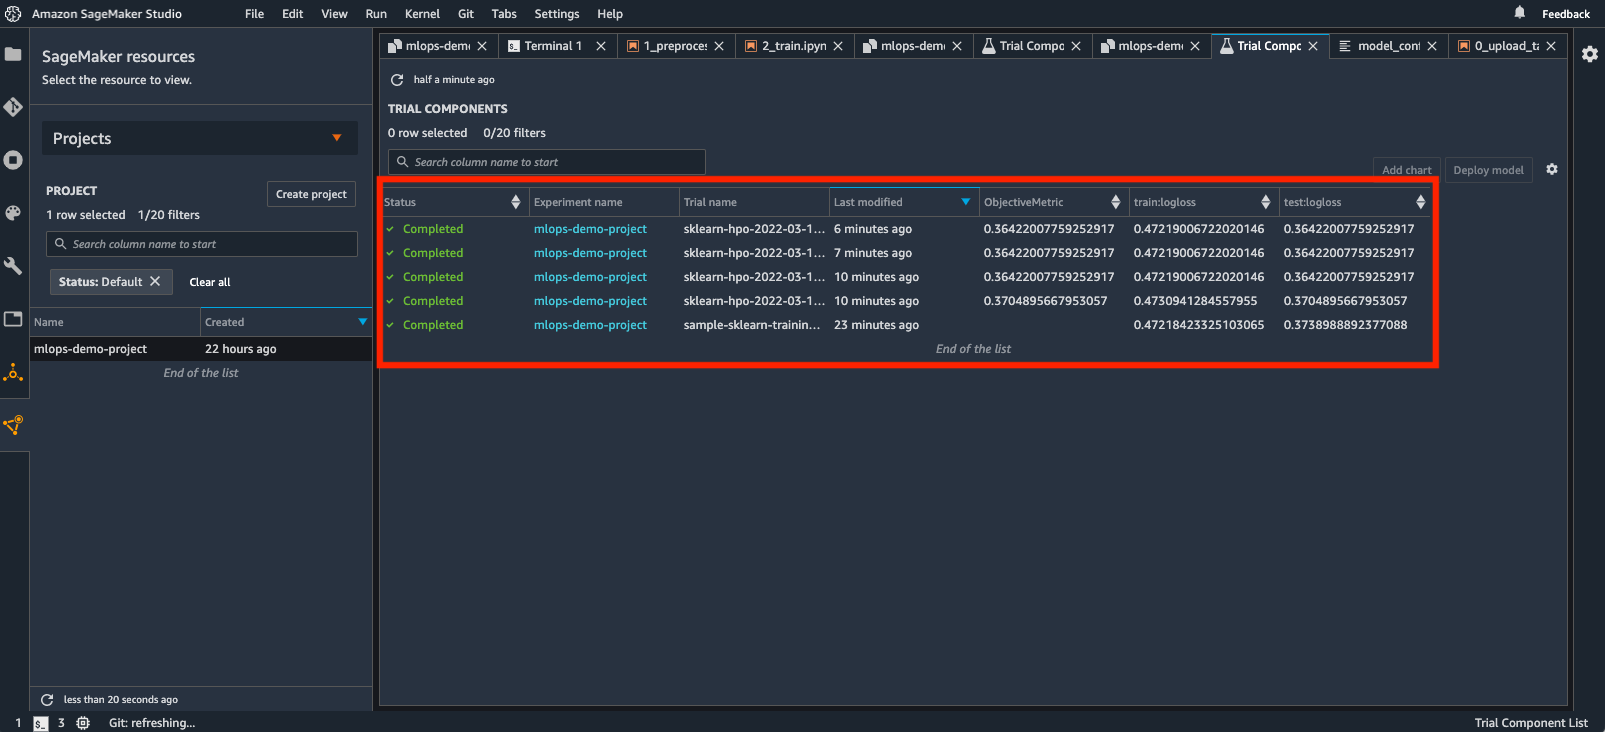 Amazon SageMaker Studio File Edit View Run Kernel Git Tabs Settings Help Feedback
mlops-demo Terminal 1 1_preproces 2_train.ipyn mlops-demo Trial Compo mlops-demo Trial Compo model_conf 0_upload_ta
SageMaker resources
Select the resource to view.
Projects
PROJECT
Create project
1 row selected 1/20 filters
Search column name to start
Status: Default
Clear all
Name Created
mlops-demo-project 22 hours ago
End of the list
less than 20 seconds ago
half a minute ago
TRIAL COMPONENTS
0 row selected 0/20 filters
Search column name to start
Add chart Deploy model
Status Experiment name Trial name Last modified ObjectiveMetric train:logloss test:logloss
Completed mlops-demo-project sklearn-hpo-2022-03-1... 6 minutes ago 0.36422007759252917 0.47219006722020146 0.36422007759252917
Completed mlops-demo-project sklearn-hpo-2022-03-1... 7 minutes ago 0.36422007759252917 0.47219006722020146 0.36422007759252917
Completed mlops-demo-project sklearn-hpo-2022-03-1... 10 minutes ago 0.36422007759252917 0.47219006722020146 0.36422007759252917
Completed mlops-demo-project sklearn-hpo-2022-03-1... 10 minutes ago 0.3704895667953057 0.4730941284557955 0.3704895667953057
Completed mlops-demo-project sample-sklearn-trainin... 23 minutes ago 0.47218423325103065 0.3738988892377088
End of the list
1 $_ 3 Git: refreshing... Trial Component List